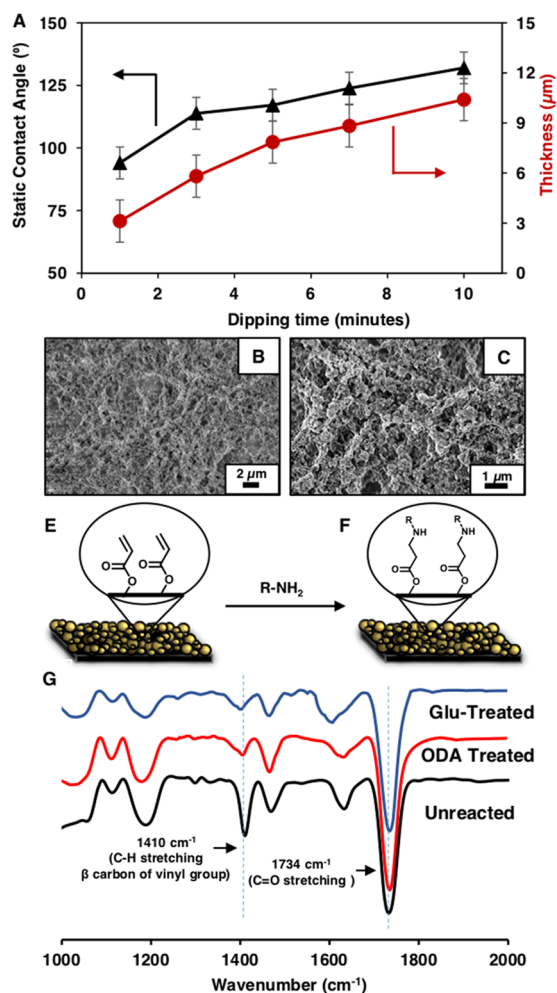 A
Static Contact Angle (º)
150
125
100
75
50
15
12
9
6
3
0
Thickness (µm)
0 2 4 6 8 10
Dipping time (minutes)
B
2 µm
C
1 µm
E
O
O
O
O
R-NH2
F
R
NH
R
NH
O
O
O
O
G
Glu-Treated
ODA Treated
Unreacted
1410 cm-1
(C-H stretching
β carbon of vinyl group)
1734 cm-1
(C=O stretching )
1000 1200 1400 1600 1800 2000
Wavenumber (cm-1)